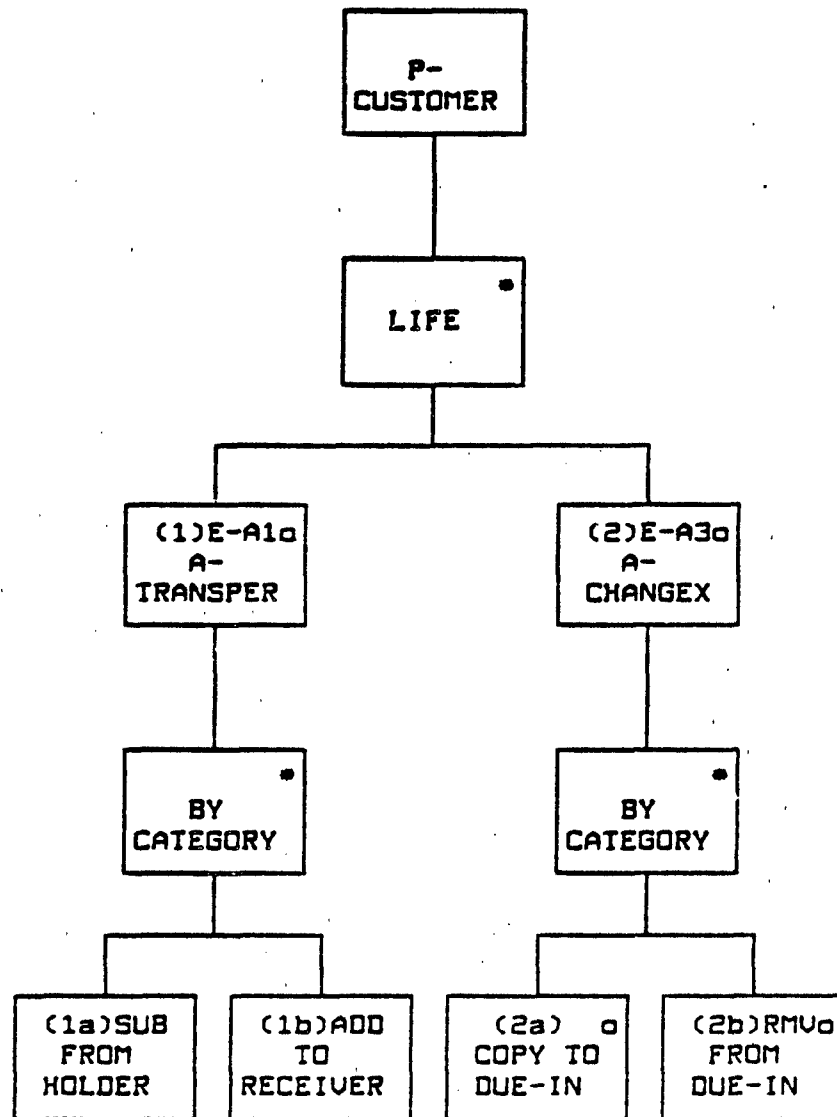 P-
CUSTOMER
*
LIFE
(1)E-A1o
A-
TRANSPER
(2)E-A3o
A-
CHANGEX
*
BY
CATEGORY
*
BY
CATEGORY
(1a)SUB
FROM
HOLDER
(1b)ADD
TO
RECEIVER
(2a) o
COPY TO
DUE-IN
(2b)RMVo
FROM
DUE-IN